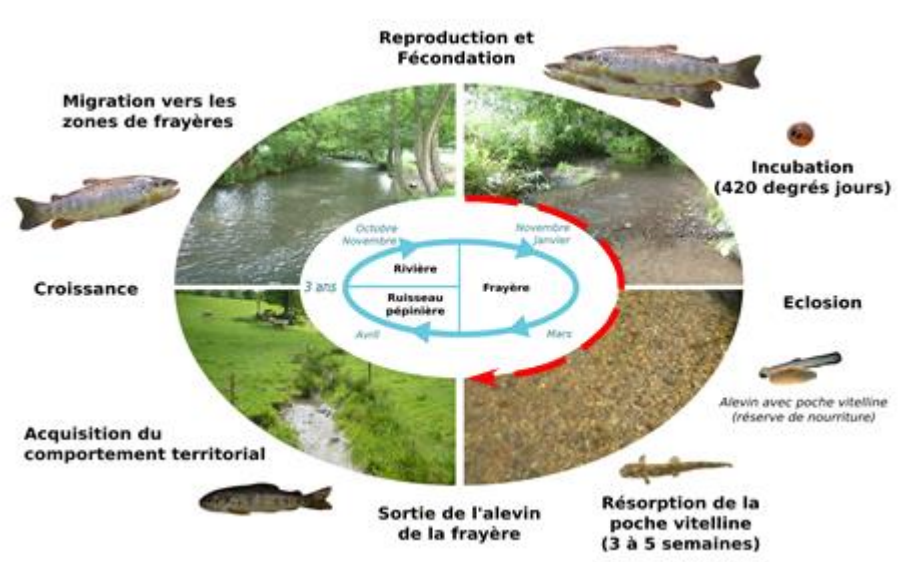 Reproduction et
Fécondation
Migration vers les
zones de frayères
Incubation
(420 degrés jours)
Octobre
Novembre
Novembre
Janvier
Rivière
3 ans
Frayère
Ruisseau
pépinière
Croissance
Eclosion
Avril
Mars
Alevin avec poche vitelline
(réserve de nourriture)
Acquisition du
comportement territorial
Sortie de l'alevin
de la frayère
Résorption de la
poche vitelline
(3 à 5 semaines)